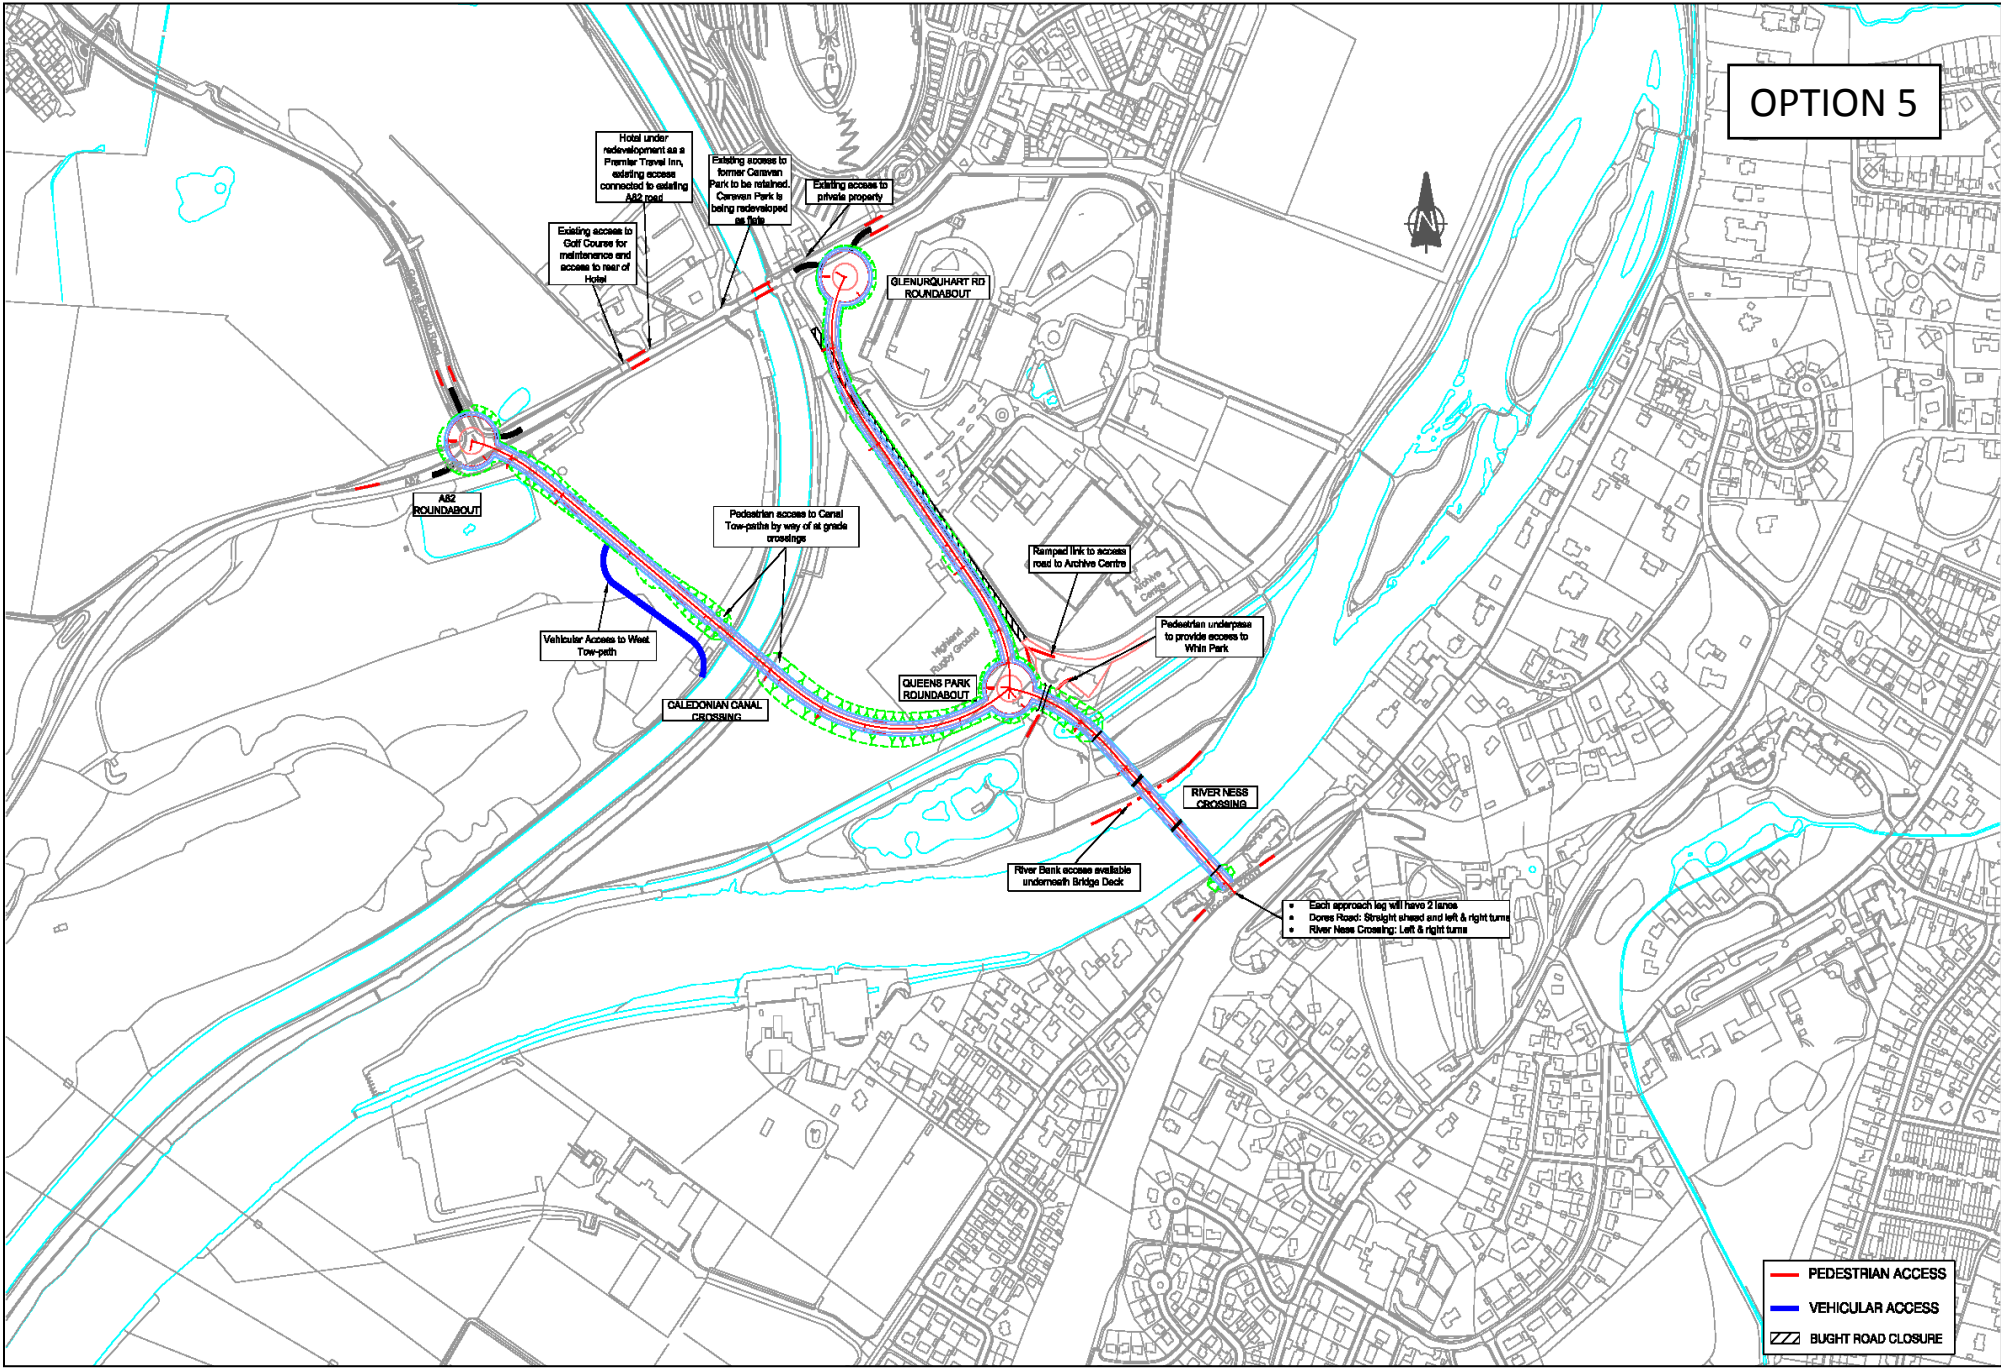 OPTION 5
Hotel under
redevelopment as a
Premier Travel Inn,
existing access
connected to existing
A82 road
Existing access to
former Caravan
Park to be retained.
Caravan Park is
being redeveloped
as flats
Existing access to
private property
Existing access to
Golf Course for
maintenance and
access to rear of
Hotel
N
GLENURQUHART RD
ROUNDABOUT
General Booth Road
A82
A82
ROUNDABOUT
Pedestrian access to Canal
Tow-paths by way of at grade
crossings
Ramped link to access
road to Archive Centre
Archive
Centre
Vehicular Access to West
Tow-path
Highland
Rugby Ground
Pedestrian underpass
to provide access to
Whin Park
QUEENS PARK
ROUNDABOUT
CALEDONIAN CANAL
CROSSING
RIVER NESS
CROSSING
River Bank access available
underneath Bridge Deck
• Each approach leg will have 2 lanes
• Dores Road: Straight ahead and left & right turns
• River Ness Crossing: Left & right turns
PEDESTRIAN ACCESS
VEHICULAR ACCESS
BUGHT ROAD CLOSURE